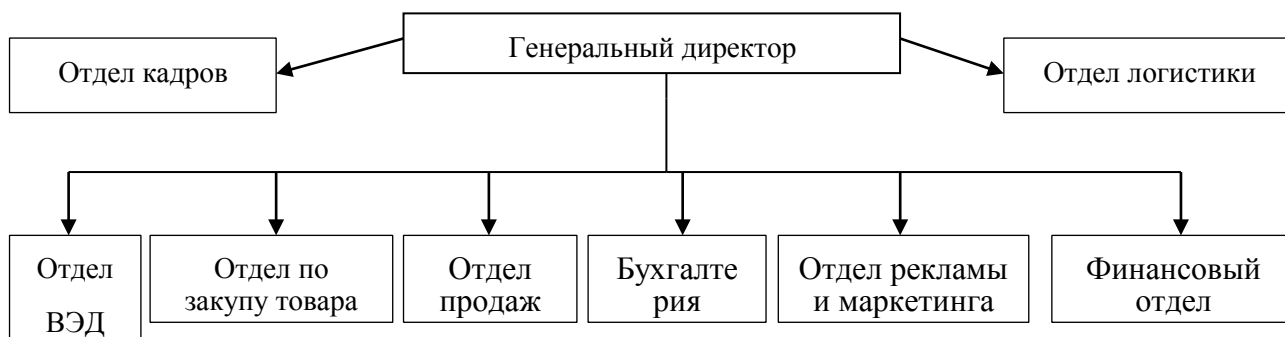 Генеральный директор
Отдел кадров
Отдел логистики
Отдел
ВЭД
Отдел по
закупу товара
Отдел
продаж
Бухгалте
рия
Отдел рекламы
и маркетинга
Финансовый
отдел